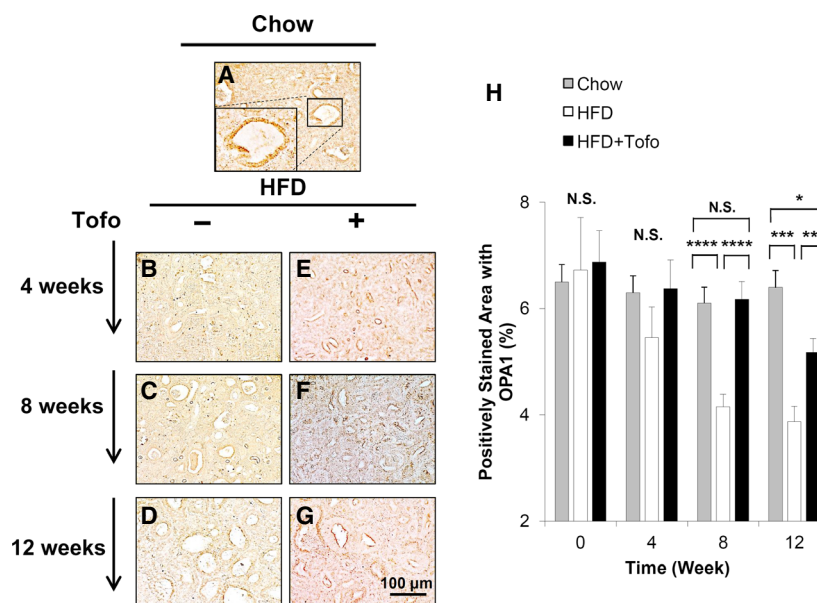 Chow
A
HFD
Tofo
–
+
4 weeks
B
E
8 weeks
C
F
12 weeks
D
G
100 µm
H
Chow
HFD
HFD+Tofo
Positively Stained Area with
OPA1 (%)
8
6
4
2
N.S.
N.S.
N.S.
**** ****
*
*** **
0 4 8 12
Time (Week)